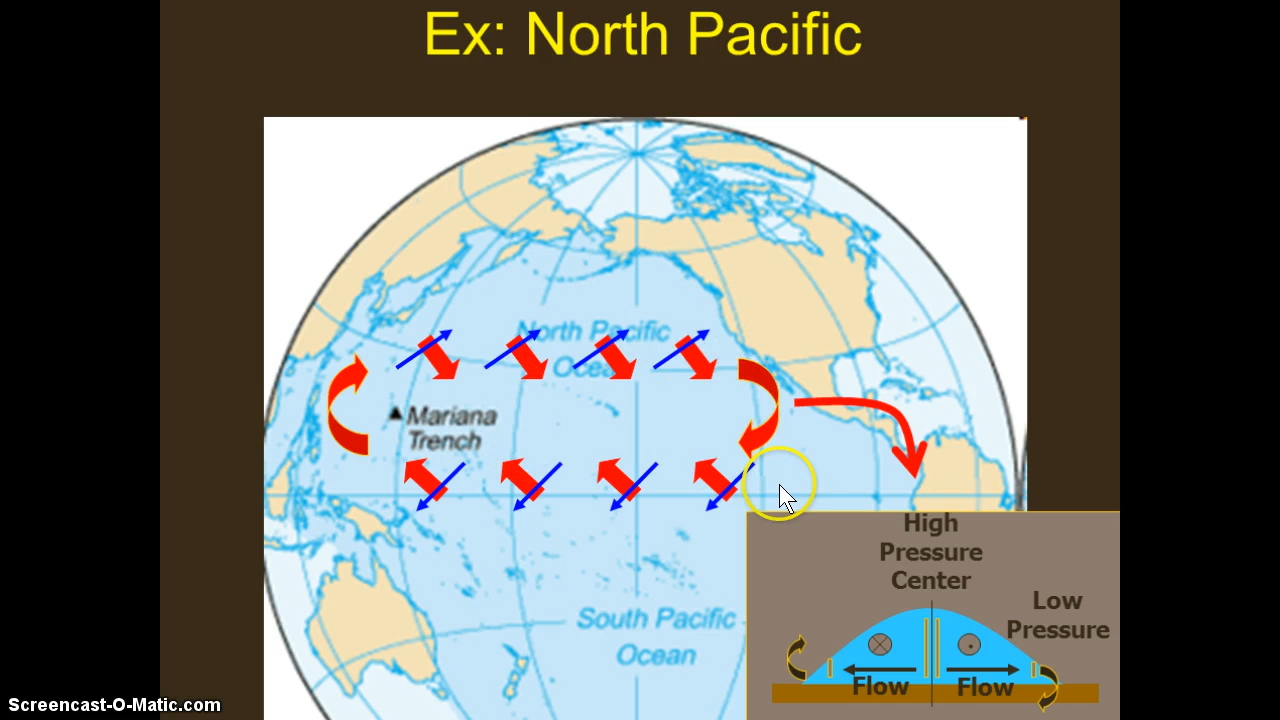 Ex: North Pacific
North Pacific
Ocean
Mariana
Trench
South Pacific
Ocean
High
Pressure
Center
Low
Pressure
Flow
Flow
Screencast-O-Matic.com